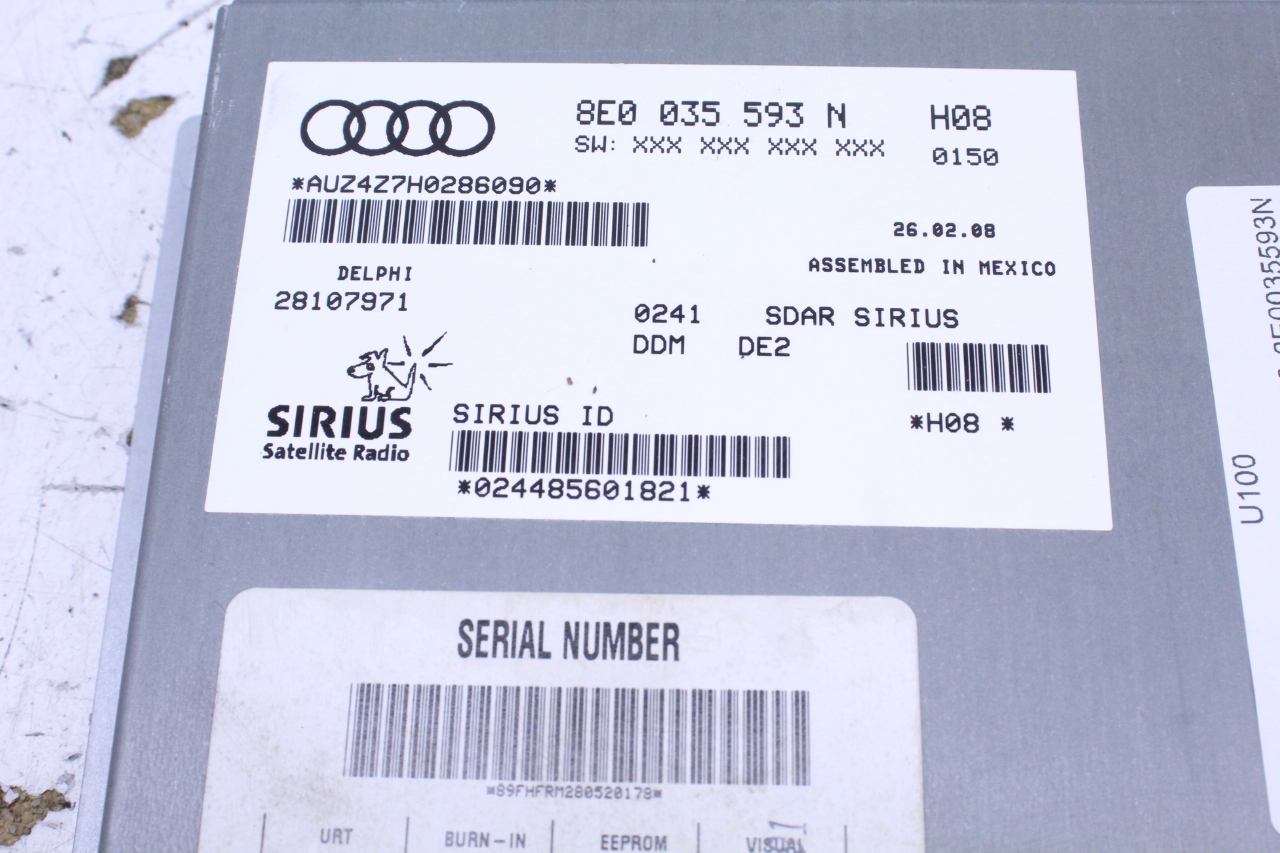 8E0 035 593 N H08
SW: XXX XXX XXX XXX 0150
*AUZ4Z7H0286090*
26.02.08
DELPHI ASSEMBLED IN MEXICO
28107971 0241 SDAR SIRIUS
DDM DE2
SIRIUS
Satellite Radio
SIRIUS ID
*024485601821*
*H08 *
SERIAL NUMBER
*89FHFRM280520178*
URT BURN-IN EEPROM VISUAL
U100